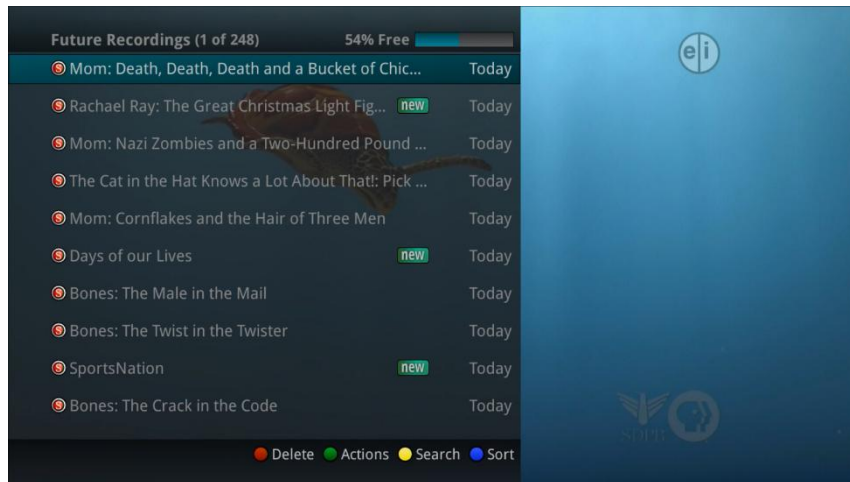 Future Recordings (1 of 248) 54% Free
S Mom: Death, Death, Death and a Bucket of Chic... Today
S Rachael Ray: The Great Christmas Light Fig... new Today
S Mom: Nazi Zombies and a Two-Hundred Pound ... Today
S The Cat in the Hat Knows a Lot About That!: Pick ... Today
S Mom: Cornflakes and the Hair of Three Men Today
S Days of our Lives new Today
S Bones: The Male in the Mail Today
S Bones: The Twist in the Twister Today
S SportsNation new Today
S Bones: The Crack in the Code Today
Delete Actions Search Sort
e|i
SDPB